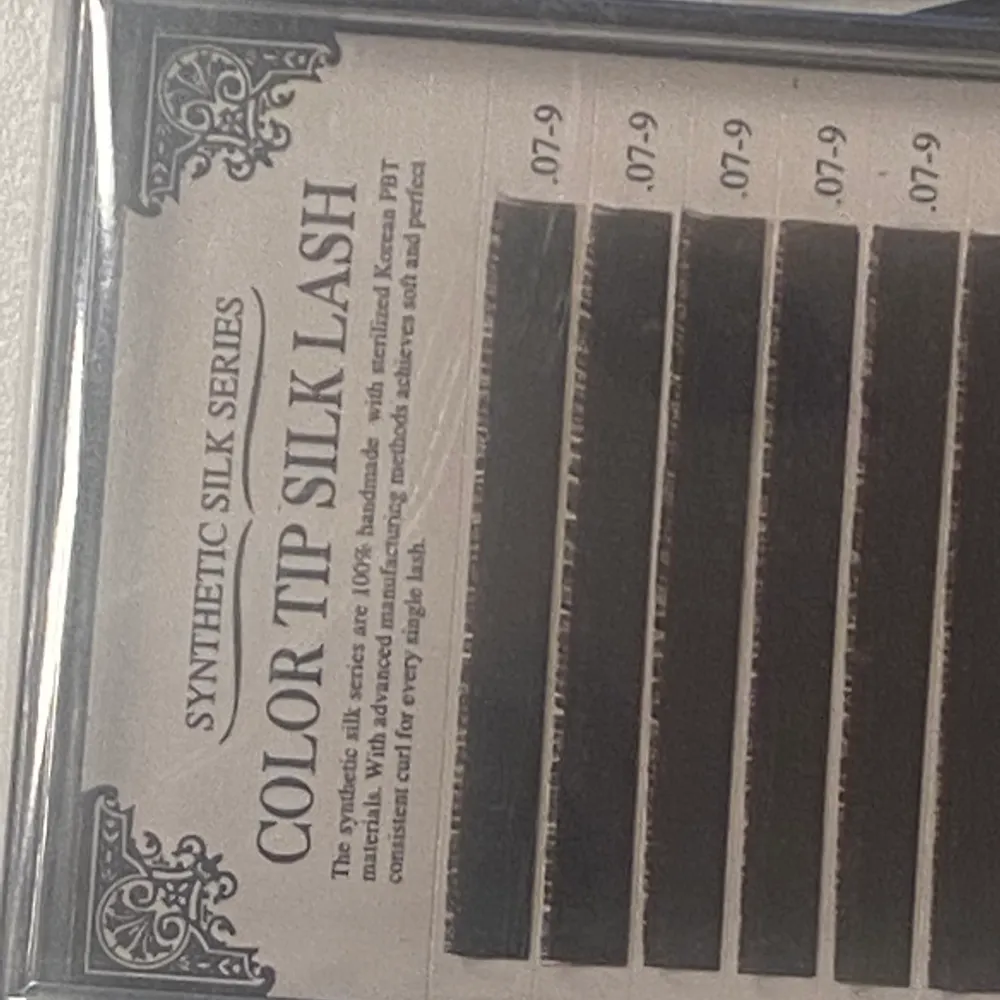 SYNTHETIC SILK SERIES
COLOR TIP SILK LASH
The synthetic silk series are 100% handmade with sterilized Korean PBT
materials. With advanced manufacturing methods achieves soft and perfect
consistent curl for every single lash.
.07-9
.07-9
.07-9
.07-9
.07-9